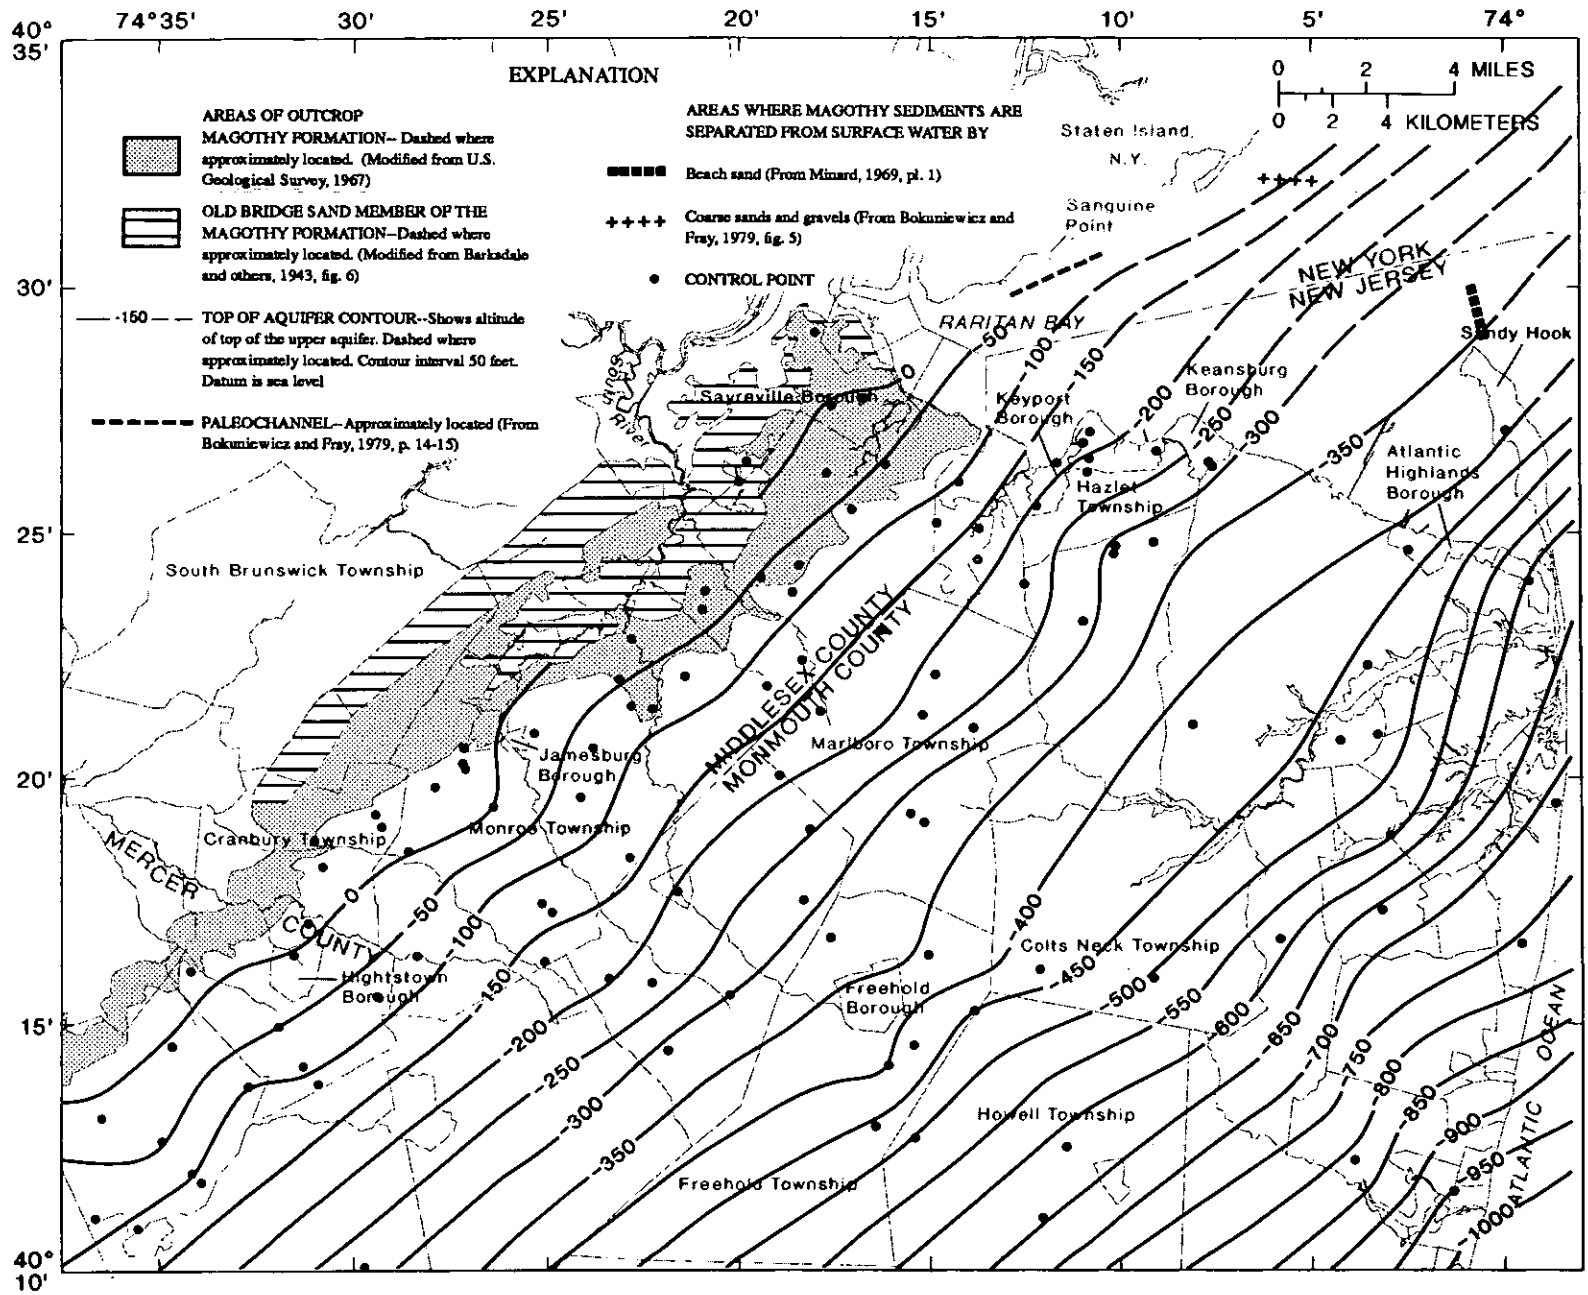 74°35' 30' 25' 20' 15' 10' 5' 74°
40°
35'
30'
25'
20'
15'
40°
10'
EXPLANATION
AREAS OF OUTCROP
MAGOTHY FORMATION-- Dashed where
approximately located. (Modified from U.S.
Geological Survey, 1967)
OLD BRIDGE SAND MEMBER OF THE
MAGOTHY FORMATION--Dashed where
approximately located. (Modified from Barksdale
and others, 1943, fig. 6)
-150
TOP OF AQUIFER CONTOUR--Shows altitude
of top of the upper aquifer. Dashed where
approximately located. Contour interval 50 feet.
Datum is sea level
PALEOCHANNEL--Approximately located (From
Bokuniewicz and Fray, 1979, p. 14-15)
AREAS WHERE MAGOTHY SEDIMENTS ARE
SEPARATED FROM SURFACE WATER BY
Beach sand (From Minard, 1969, pl. 1)
Coarse sands and gravels (From Bokuniewicz and
Fray, 1979, fig. 5)
CONTROL POINT
0 2 4 MILES
0 2 4 KILOMETERS
Staten Island,
N.Y.
Sanguine
Point
NEW YORK
NEW JERSEY
RARITAN BAY
Sandy Hook
South
River
Sayreville Borough
Keyport
Borough
Keansburg
Borough
Hazlet
Township
Atlantic
Highlands
Borough
South Brunswick Township
MIDDLESEX COUNTY
MONMOUTH COUNTY
Marlboro Township
Jamesburg
Borough
Monroe Township
Cranbury Township
MERCER
COUNTY
Hightstown
Borough
Freehold
Borough
Colts Neck Township
Howell Township
Freehold Township
ATLANTIC OCEAN
0
-50
-100
-150
-200
-250
-300
-350
0
-50
-100
-150
-200
-250
-300
-350
-400
-450
-500
-550
-600
-650
-700
-750
-800
-850
-900
-950
-1000